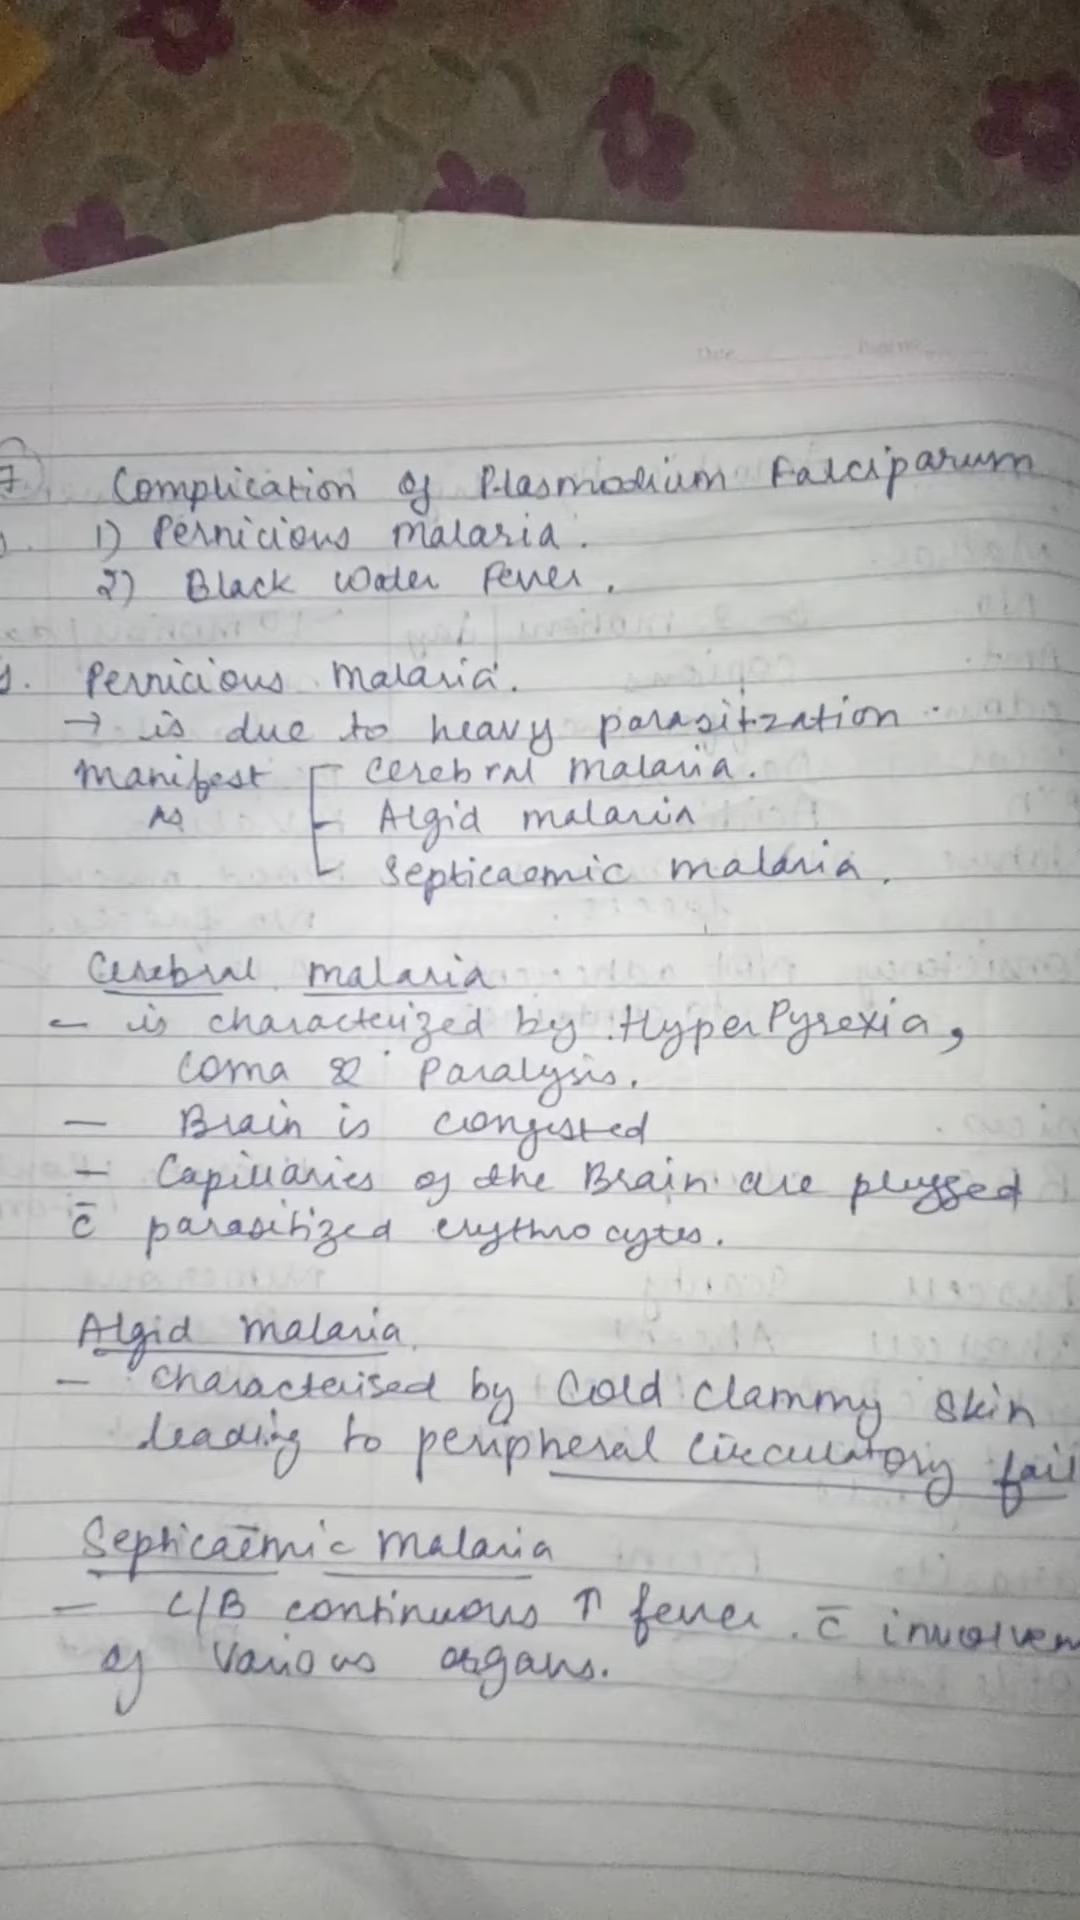 7 Complication of Plasmodium Falciparum
1) Pernicious malaria.
2) Black Water Fever.
Pernicious Malaria.
→ is due to heavy parasitzation.
Manifest as
Cerebral malaria.
Algid malaria
Septicaemic malaria.
Cerebral malaria
- is characterized by HyperPyrexia,
coma & Paralysis.
- Brain is congested
- Capillaries of the Brain are plugged
c̄ parasitized erythrocytes.
Algid malaria
- characterised by Cold clammy skin
leading to peripheral circulatory fail
Septicaemic malaria
- C/B continuous ↑ fever. c̄ involvem
of various organs.